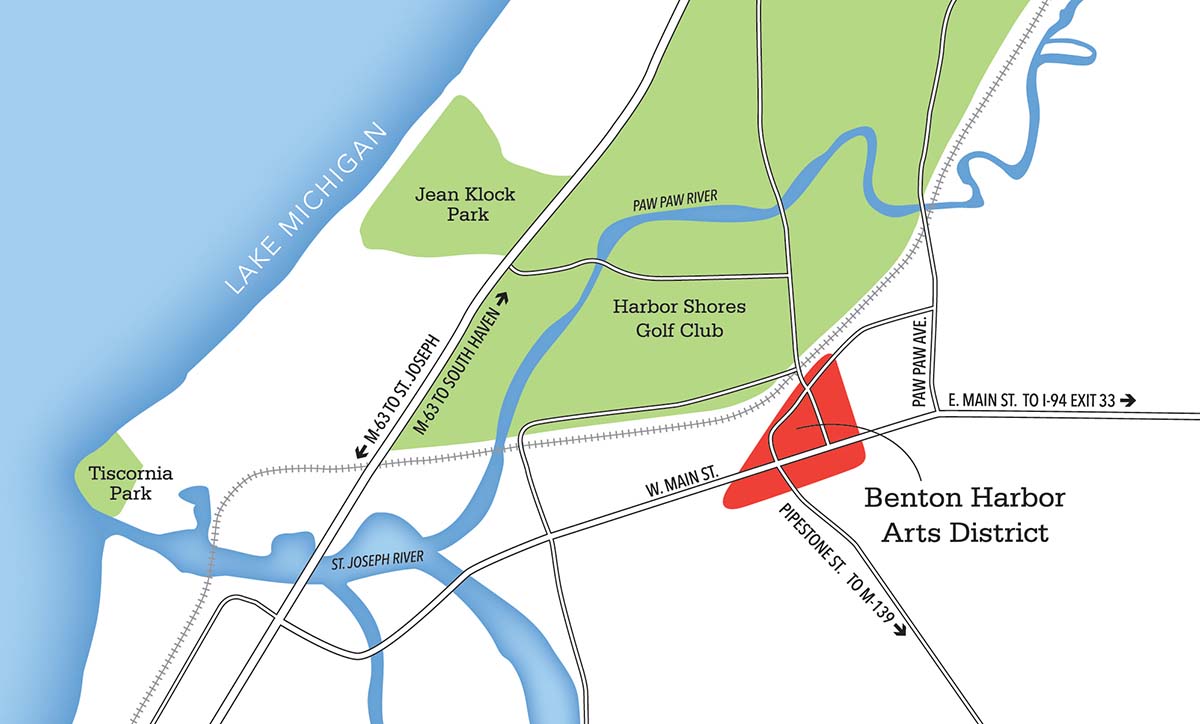 LAKE MICHIGAN
Jean Klock
Park
PAW PAW RIVER
Harbor Shores
Golf Club
M-63 TO ST. JOSEPH
M-63 TO SOUTH HAVEN
PAW PAW AVE.
E. MAIN ST. TO I-94 EXIT 33
Tiscornia
Park
W. MAIN ST.
Benton Harbor
Arts District
ST. JOSEPH RIVER
PIPESTONE ST. TO M-139